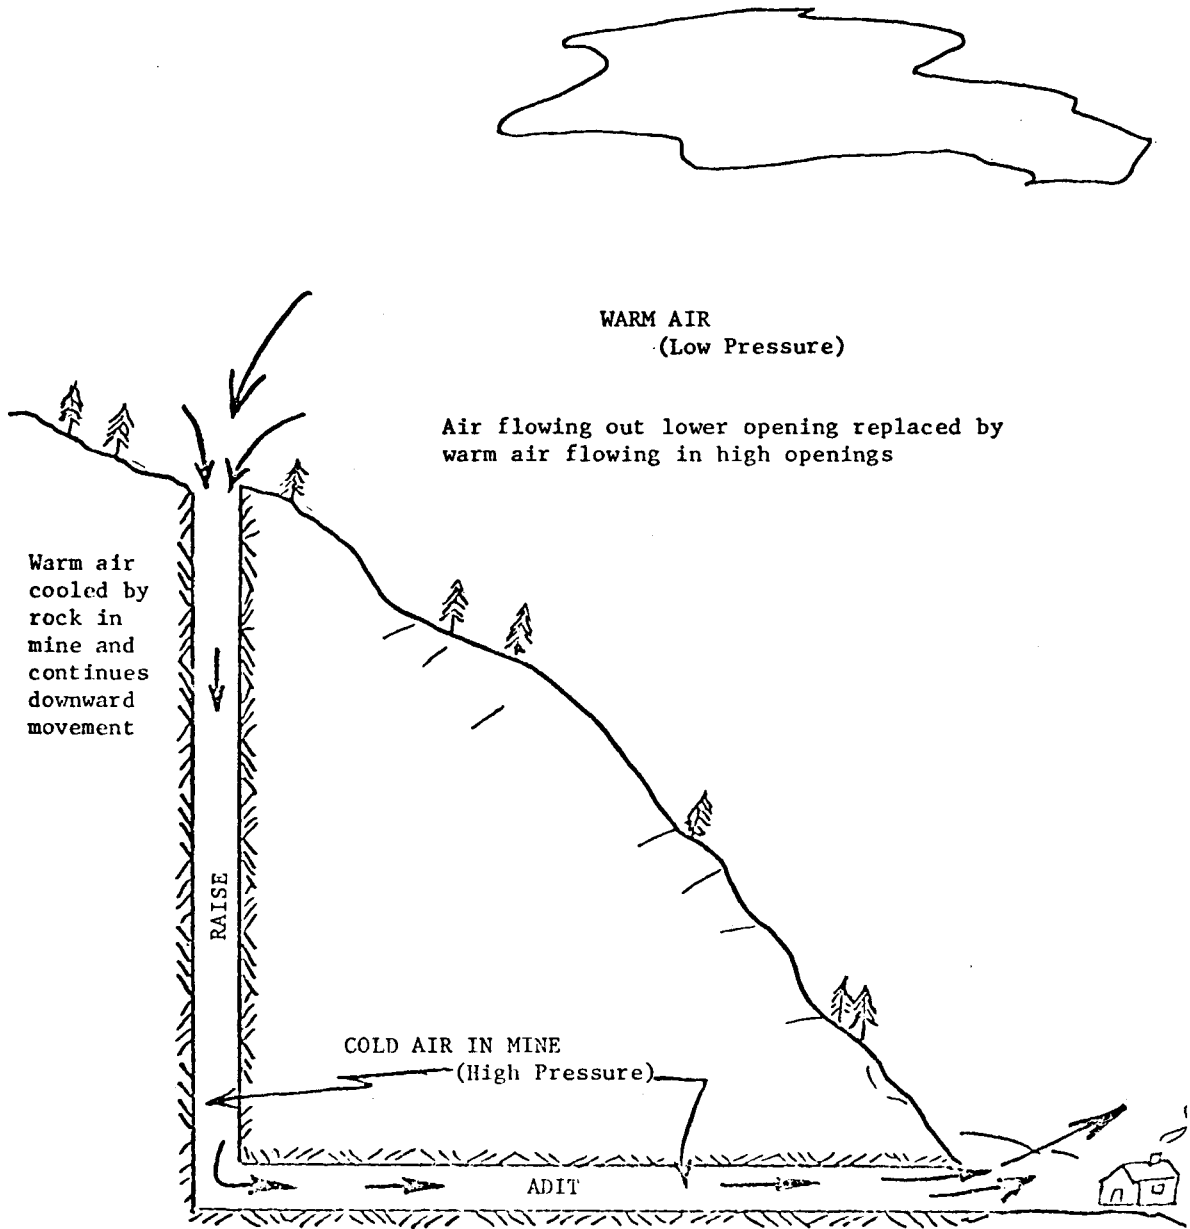 WARM AIR
(Low Pressure)
Air flowing out lower opening replaced by
warm air flowing in high openings
Warm air
cooled by
rock in
mine and
continues
downward
movement
RAISE
COLD AIR IN MINE
(High Pressure)
ADIT